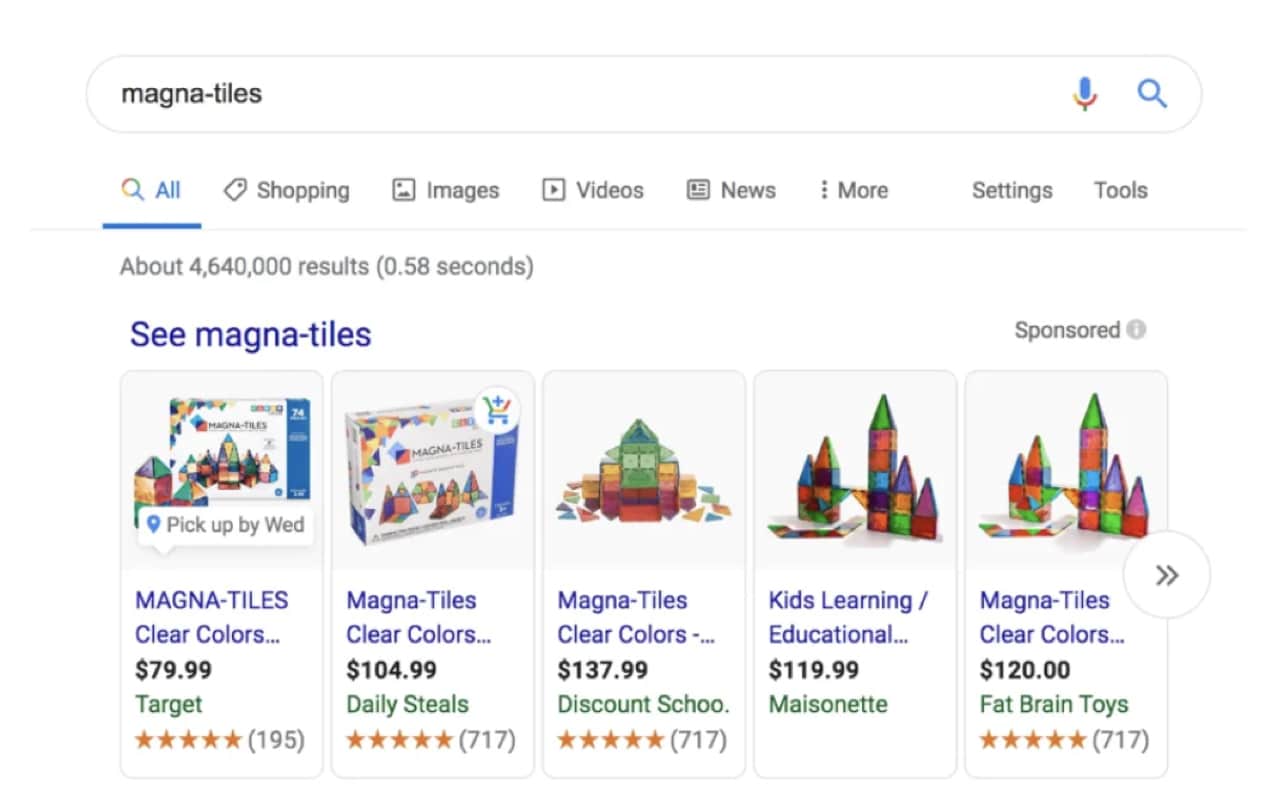 magna-tiles
All Shopping Images Videos News More Settings Tools
About 4,640,000 results (0.58 seconds)
See magna-tiles
Sponsored
74
MAGNA-TILES
Pick up by Wed
MAGNA-TILES
Clear Colors...
$79.99
Target
(195)
MAGNA-TILES
Magna-Tiles
Clear Colors...
$104.99
Daily Steals
(717)
Magna-Tiles
Clear Colors -...
$137.99
Discount Schoo.
(717)
Kids Learning /
Educational...
$119.99
Maisonette
Magna-Tiles
Clear Colors...
$120.00
Fat Brain Toys
(717)